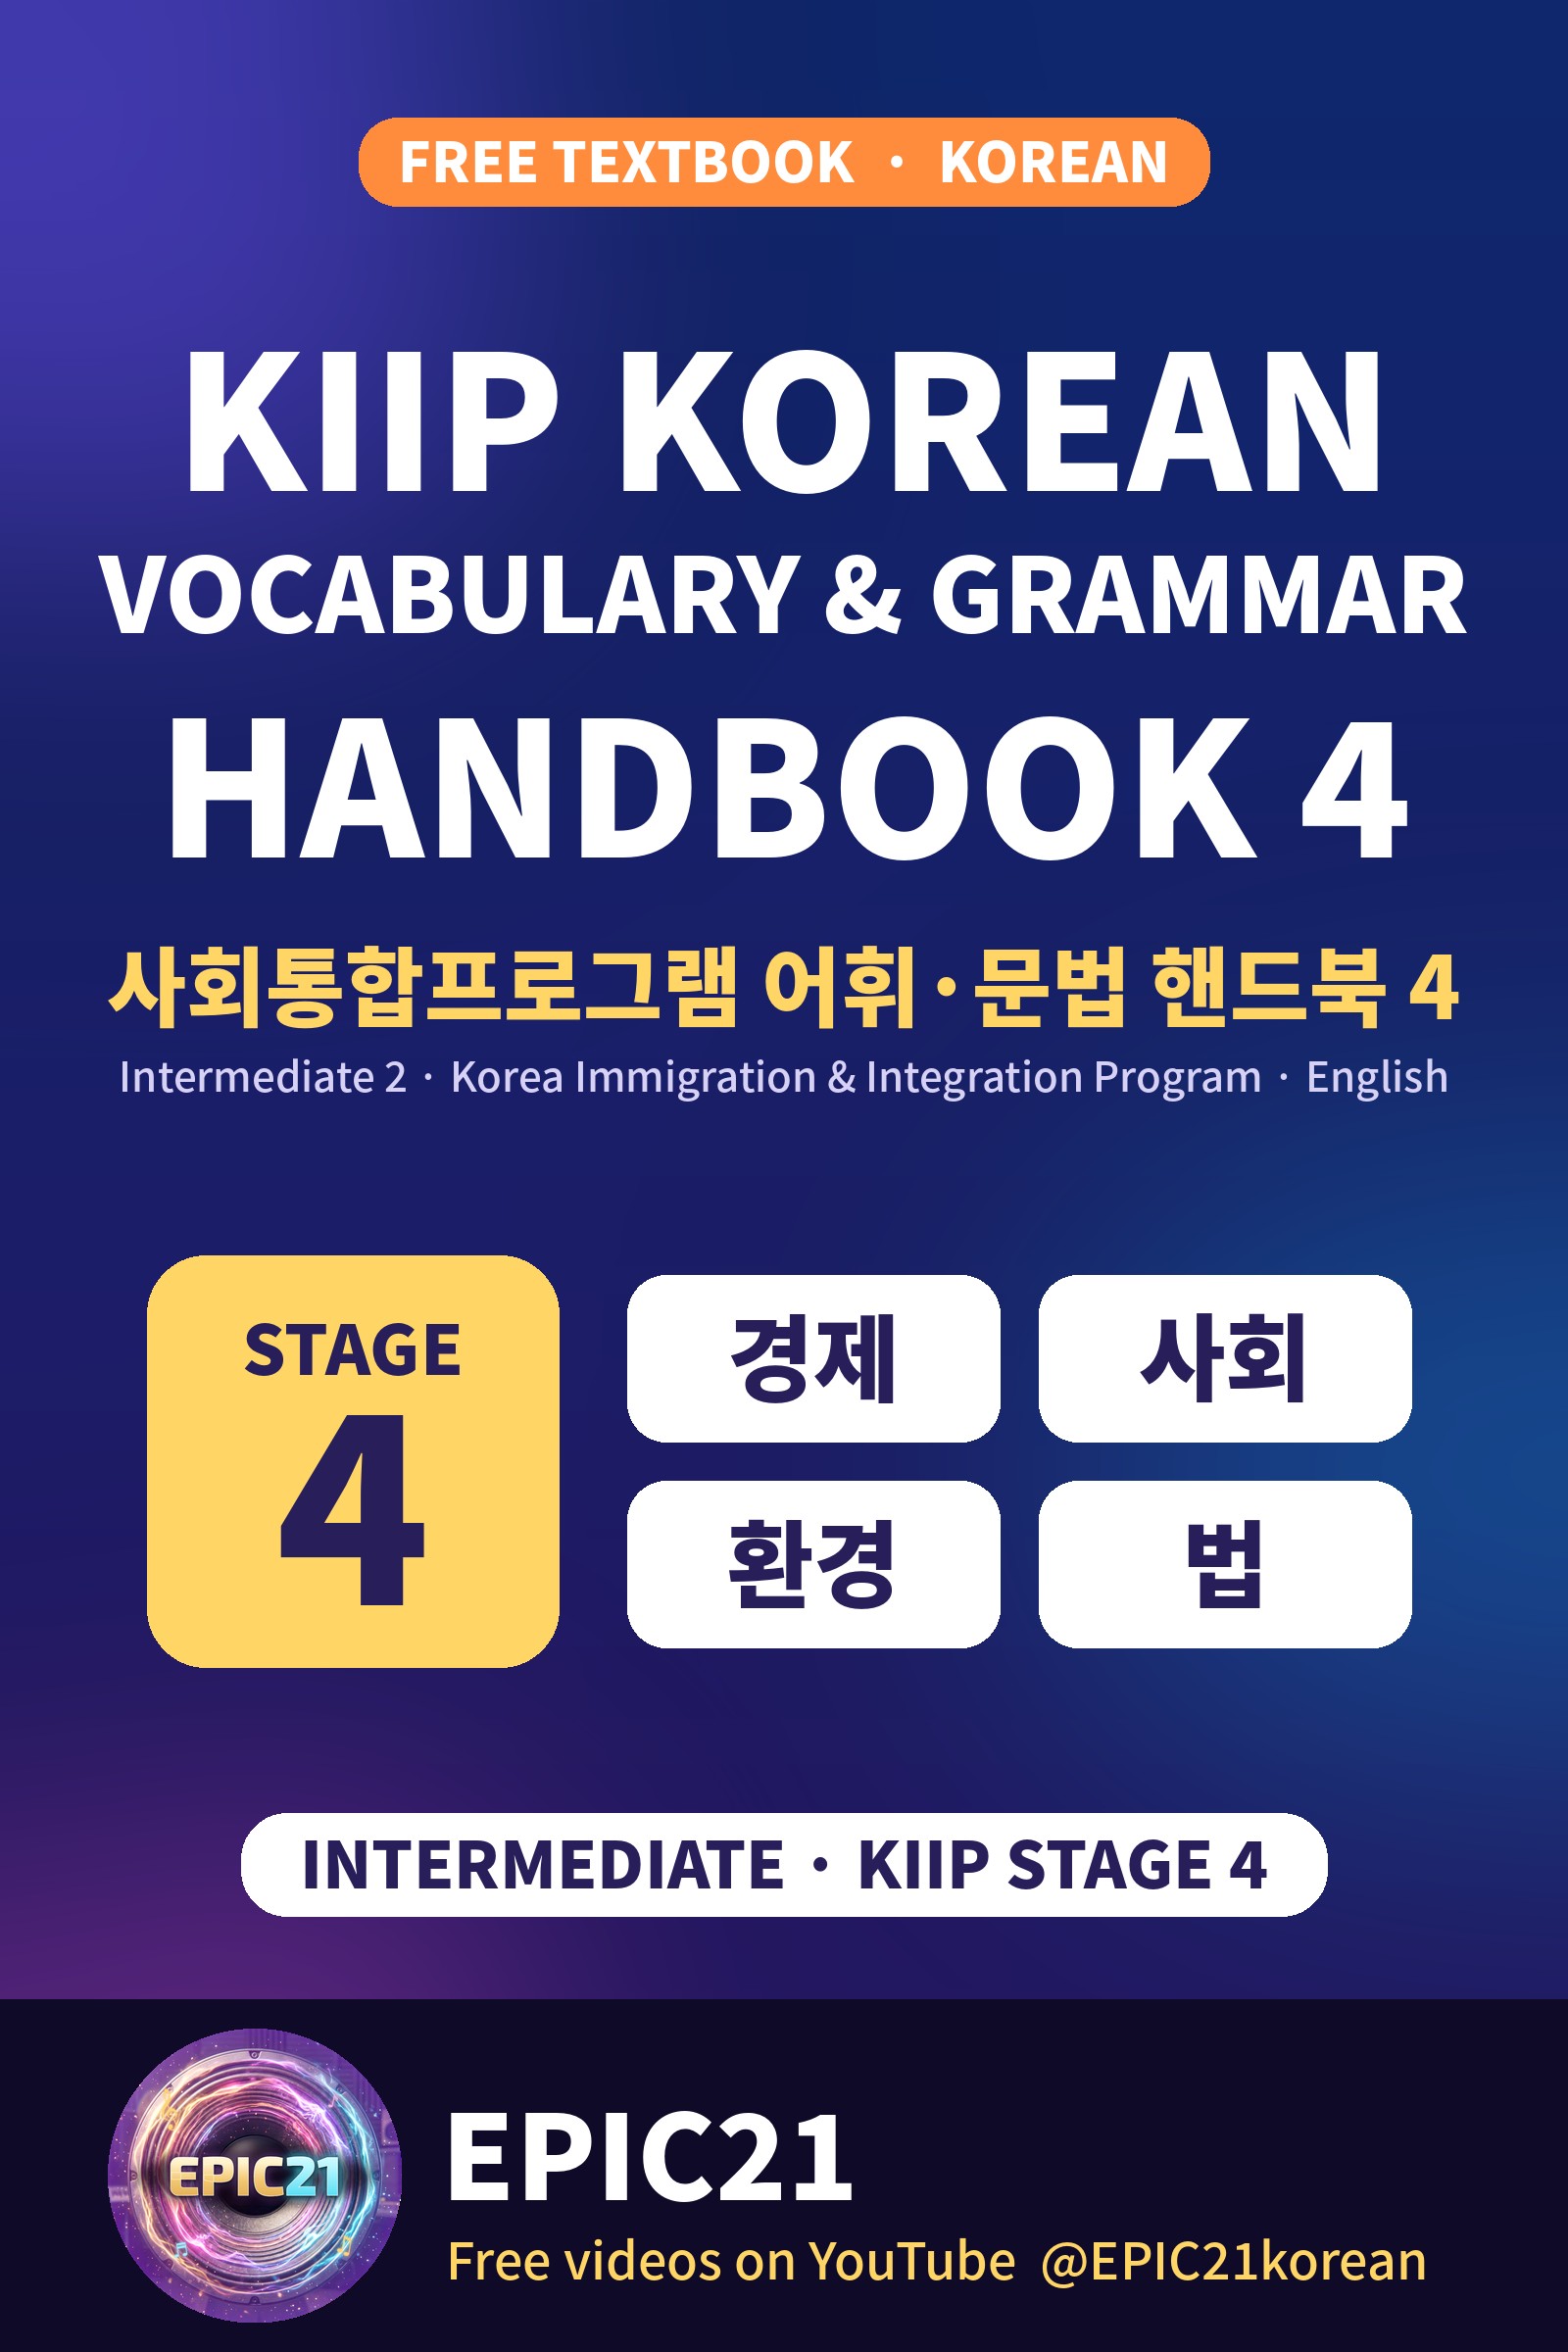 FREE TEXTBOOK · KOREAN
KIIP KOREAN
VOCABULARY & GRAMMAR
HANDBOOK 4
사회통합프로그램 어휘·문법 핸드북 4
Intermediate 2 · Korea Immigration & Integration Program · English
STAGE
4
경제
사회
환경
법
INTERMEDIATE · KIIP STAGE 4
EPIC21
EPIC21
Free videos on YouTube @EPIC21korean